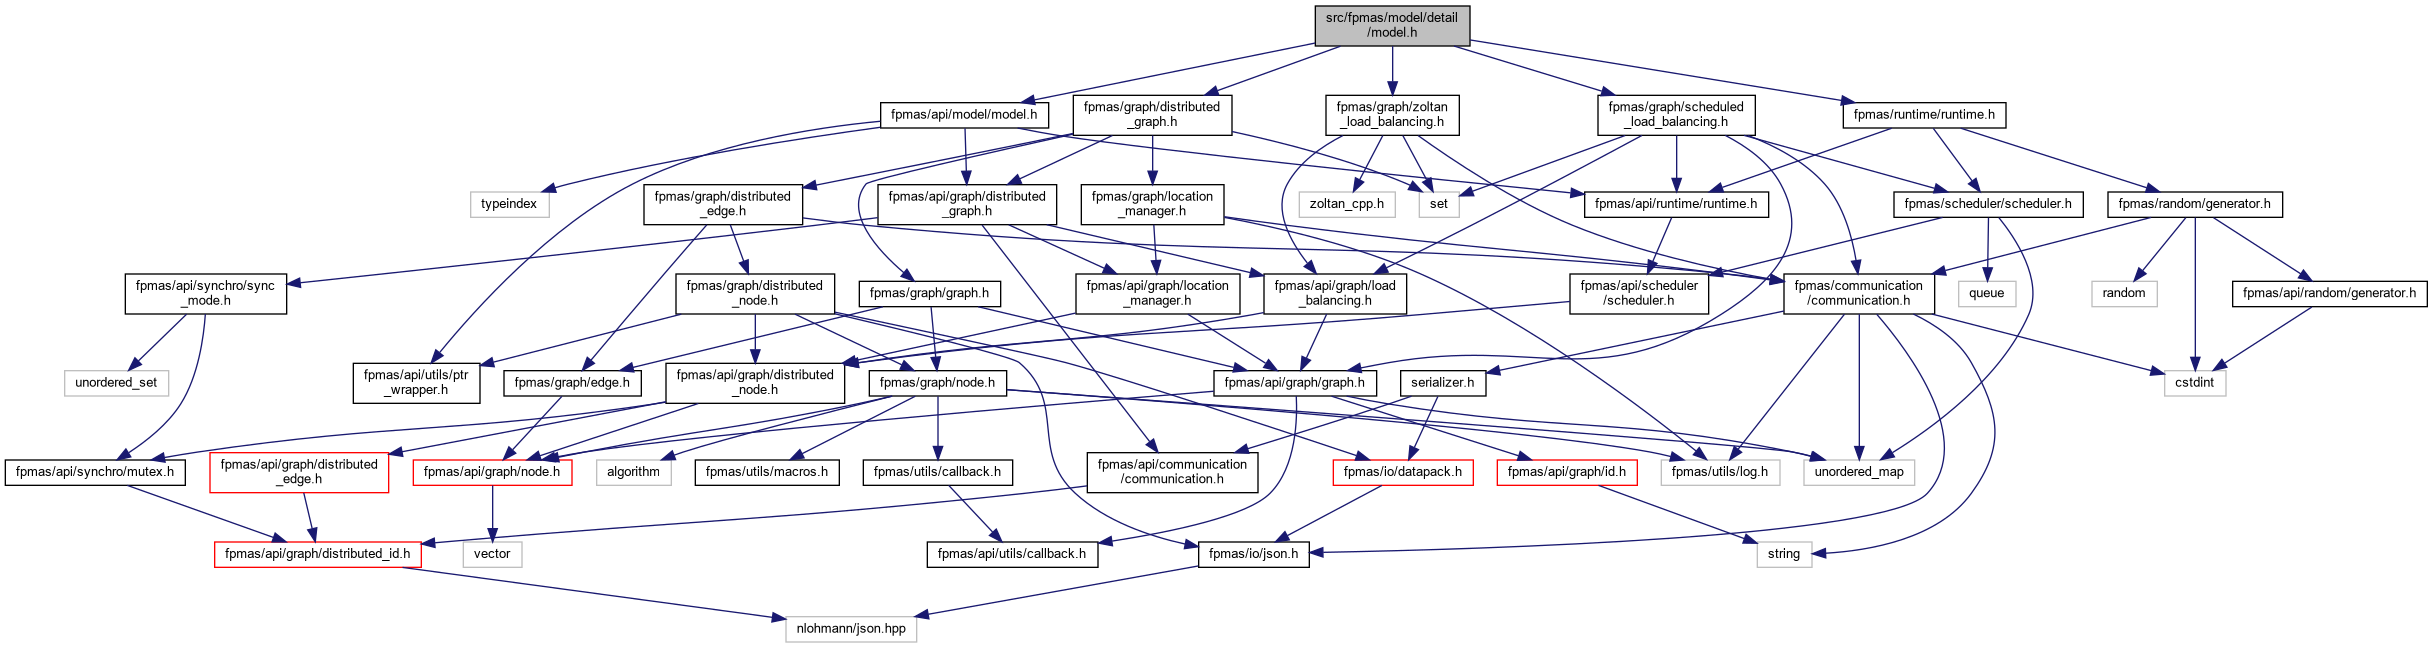 src/fpmas/model/detail
/model.h
fpmas/api/model/model.h
fpmas/graph/distributed
_graph.h
fpmas/graph/zoltan
_load_balancing.h
fpmas/graph/scheduled
_load_balancing.h
fpmas/runtime/runtime.h
typeindex
fpmas/graph/distributed
_edge.h
fpmas/api/graph/distributed
_graph.h
fpmas/graph/location
_manager.h
zoltan_cpp.h
set
fpmas/api/runtime/runtime.h
fpmas/scheduler/scheduler.h
fpmas/random/generator.h
fpmas/api/synchro/sync
_mode.h
fpmas/graph/distributed
_node.h
fpmas/graph/graph.h
fpmas/api/graph/location
_manager.h
fpmas/api/graph/load
_balancing.h
fpmas/api/scheduler
/scheduler.h
fpmas/communication
/communication.h
queue
random
fpmas/api/random/generator.h
unordered_set
fpmas/api/utils/ptr
_wrapper.h
fpmas/graph/edge.h
fpmas/api/graph/distributed
_node.h
fpmas/graph/node.h
fpmas/api/graph/graph.h
serializer.h
cstdint
fpmas/api/synchro/mutex.h
fpmas/api/graph/distributed
_edge.h
fpmas/api/graph/node.h
algorithm
fpmas/utils/macros.h
fpmas/utils/callback.h
fpmas/api/communication
/communication.h
fpmas/io/datapack.h
fpmas/api/graph/id.h
fpmas/utils/log.h
unordered_map
fpmas/api/graph/distributed_id.h
vector
fpmas/api/utils/callback.h
fpmas/io/json.h
string
nlohmann/json.hpp